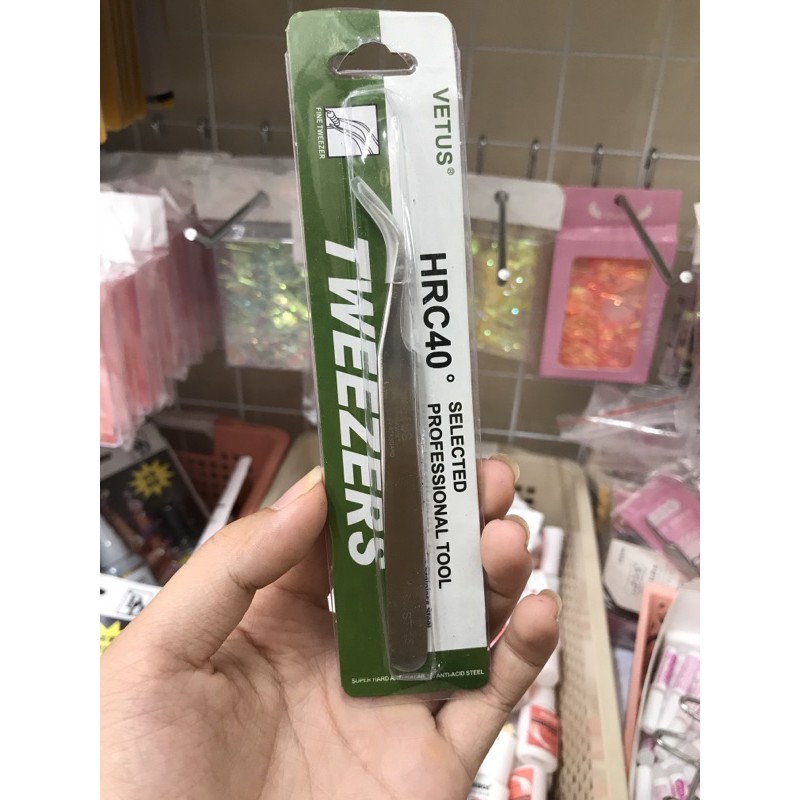 VETUS®
FINE TWEEZER
TWEEZERS
HRC40°
SELECTED
PROFESSIONAL TOOL
SUPER HARD
ANTI-ACID STEEL